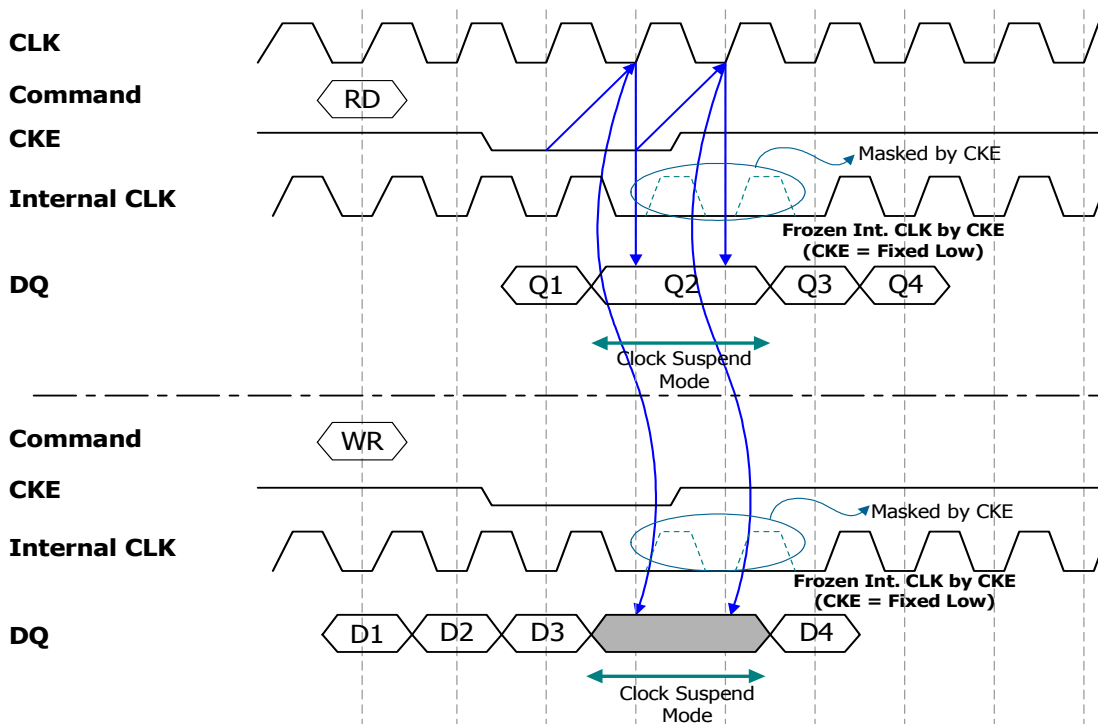 CLK
Command
RD
CKE
Masked by CKE
Internal CLK
Frozen Int. CLK by CKE
(CKE = Fixed Low)
DQ
Q1
Q2
Q3
Q4
Clock Suspend
Mode
Command
WR
CKE
Masked by CKE
Internal CLK
Frozen Int. CLK by CKE
(CKE = Fixed Low)
DQ
D1
D2
D3
D4
Clock Suspend
Mode